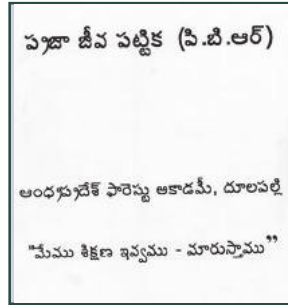 ప్రజా జీవ పట్టిక (పి.బి.ఆర్)
ఆంధ్రప్రదేశ్ ఫారెస్టు అకాడమీ, దూలపల్లి
"మేము శిక్షణ ఇవ్వము - మారుస్తాము"